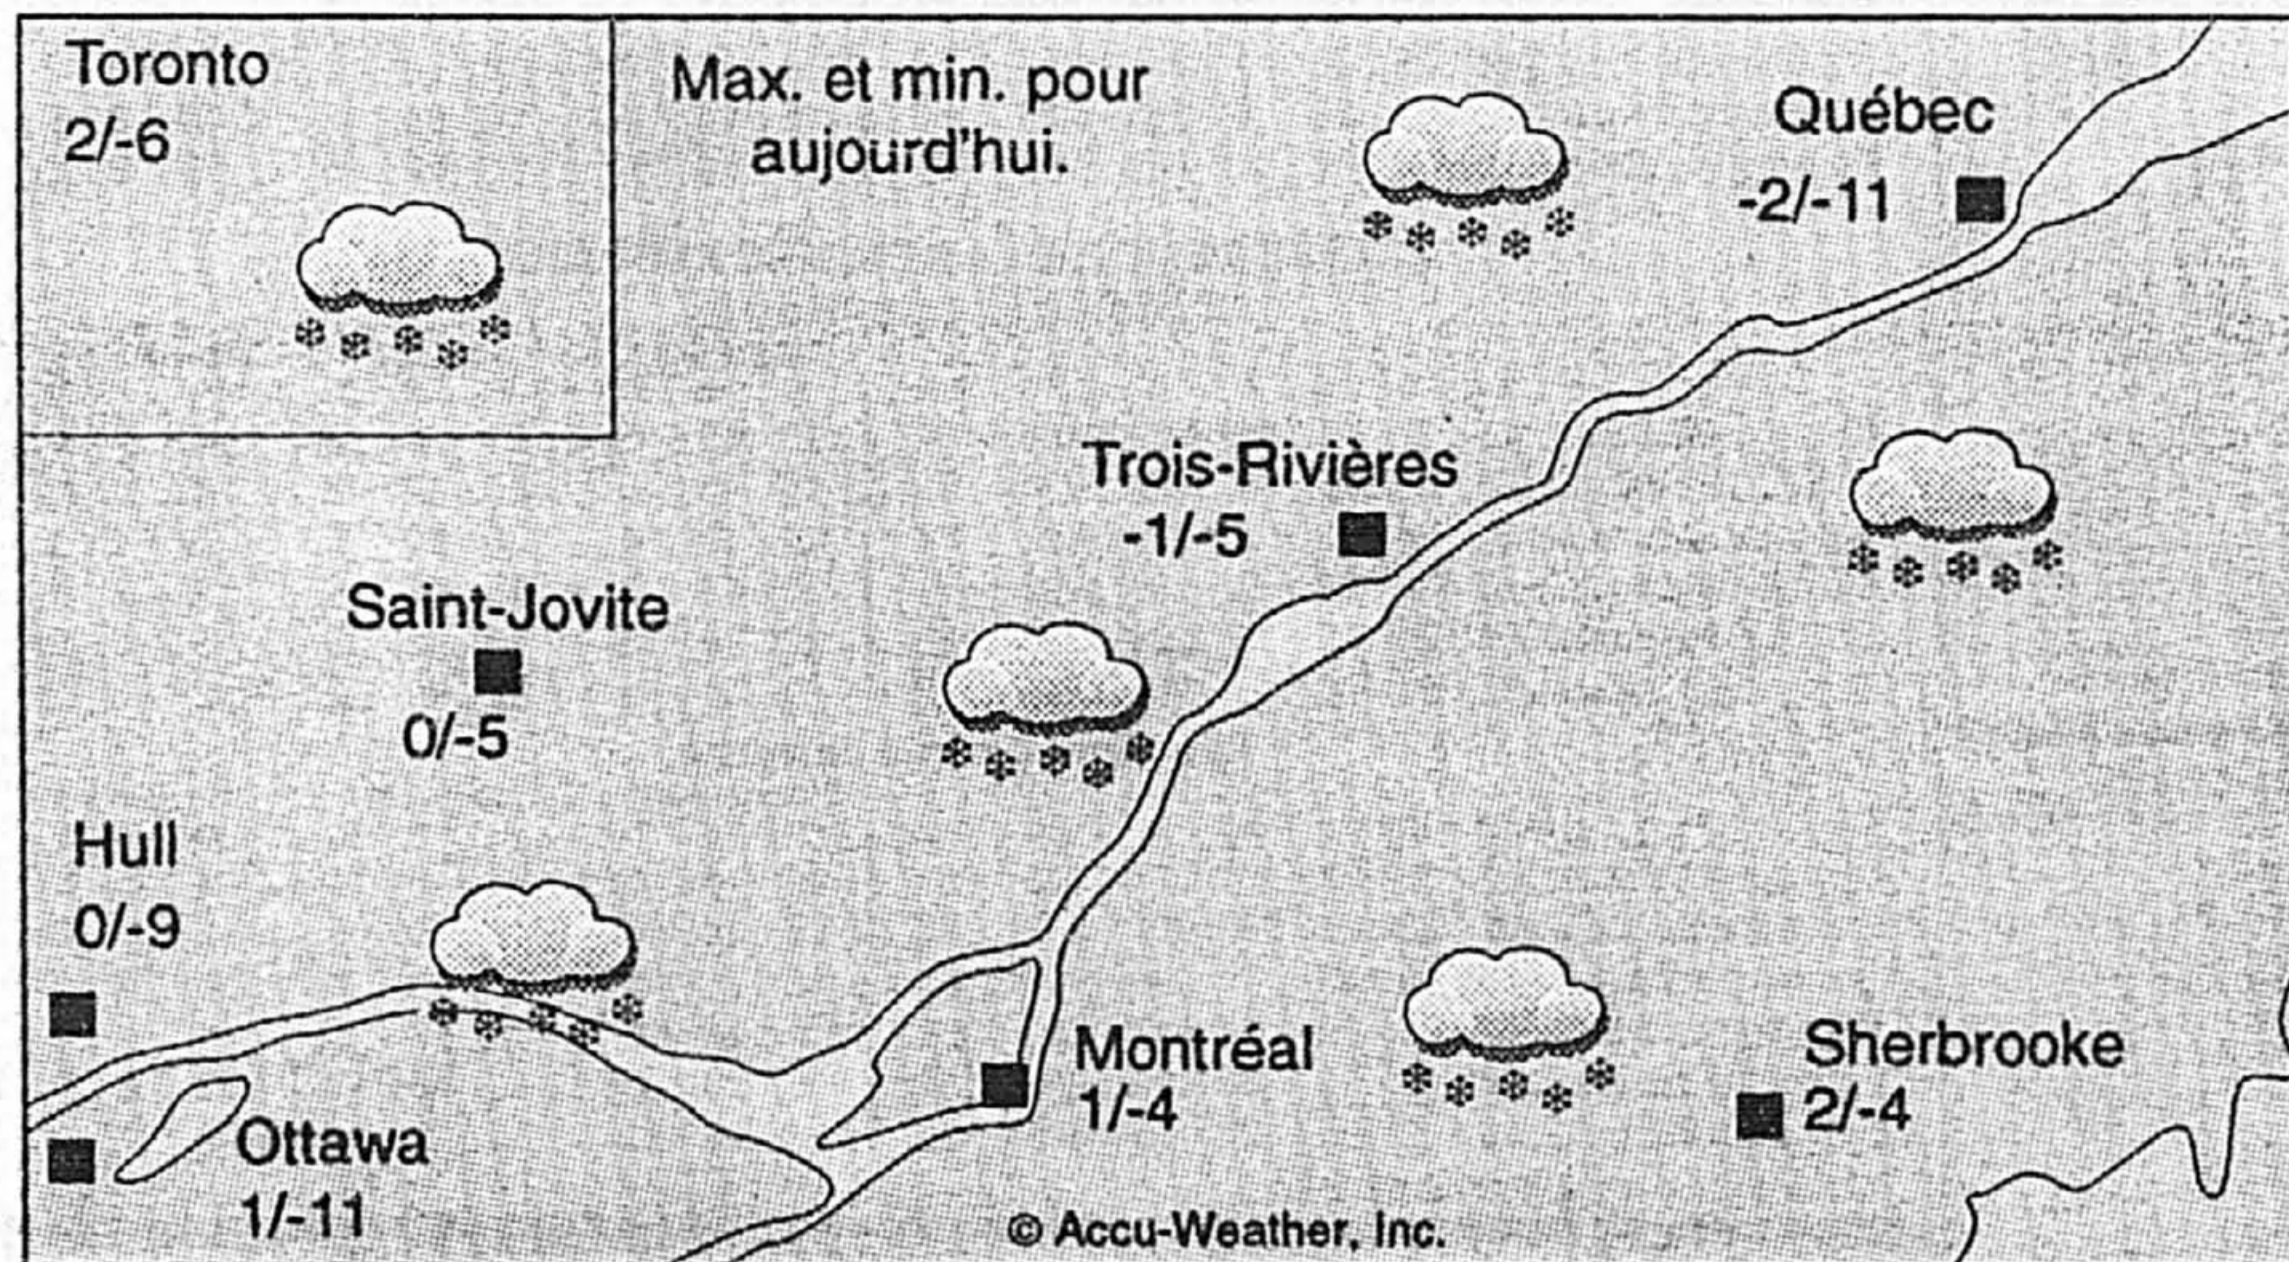 Toronto
2/-6
Max. et min. pour
aujourd'hui.
Québec
-2/-11
Trois-Rivières
-1/-5
Saint-Jovite
0/-5
Hull
0/-9
Montréal
1/-4
Sherbrooke
2/-4
Ottawa
1/-11
© Accu-Weather, Inc.